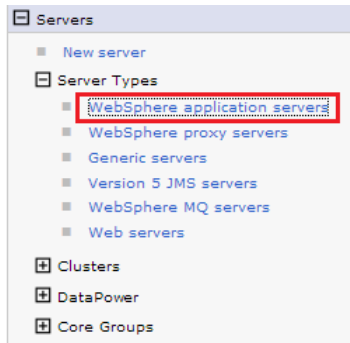 Servers
New server
Server Types
WebSphere application servers
WebSphere proxy servers
Generic servers
Version 5 JMS servers
WebSphere MQ servers
Web servers
Clusters
DataPower
Core Groups